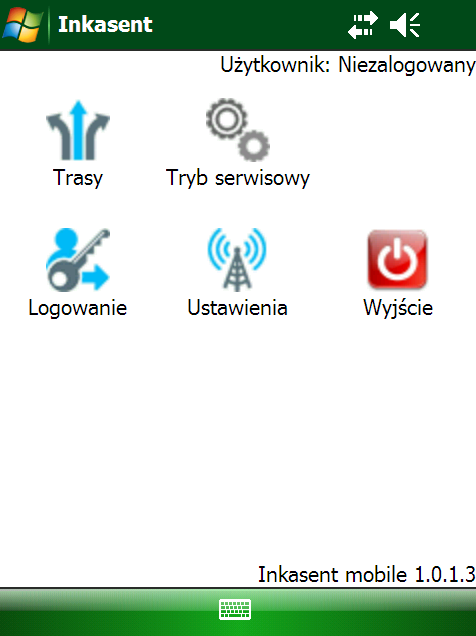 Inkasent
Użytkownik: Niezalogowany
Trasy
Tryb serwisowy
Logowanie
Ustawienia
Wyjście
Inkasent mobile 1.0.1.3